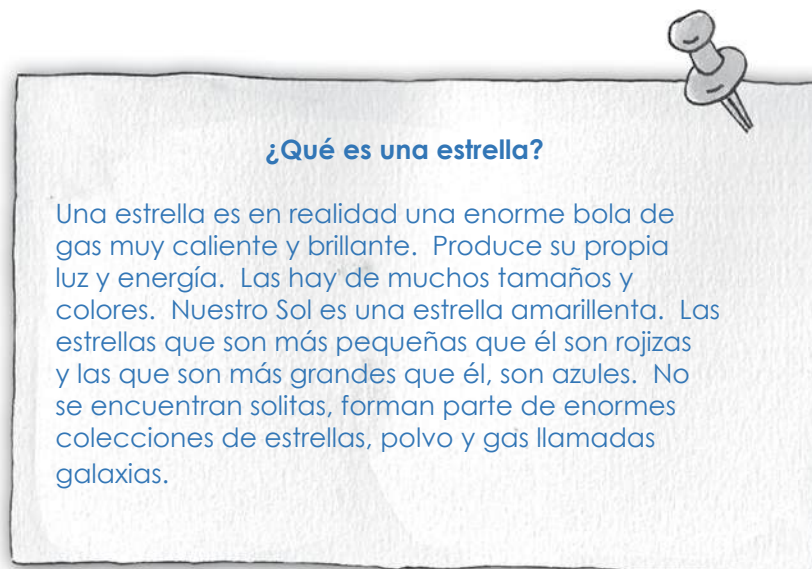 ¿Qué es una estrella?
Una estrella es en realidad una enorme bola de
gas muy caliente y brillante.  Produce su propia
luz y energía.  Las hay de muchos tamaños y
colores.  Nuestro Sol es una estrella amarillenta.  Las
estrellas que son más pequeñas que él son rojizas
y las que son más grandes que él, son azules.  No
se encuentran solitas, forman parte de enormes
colecciones de estrellas, polvo y gas llamadas
galaxias.